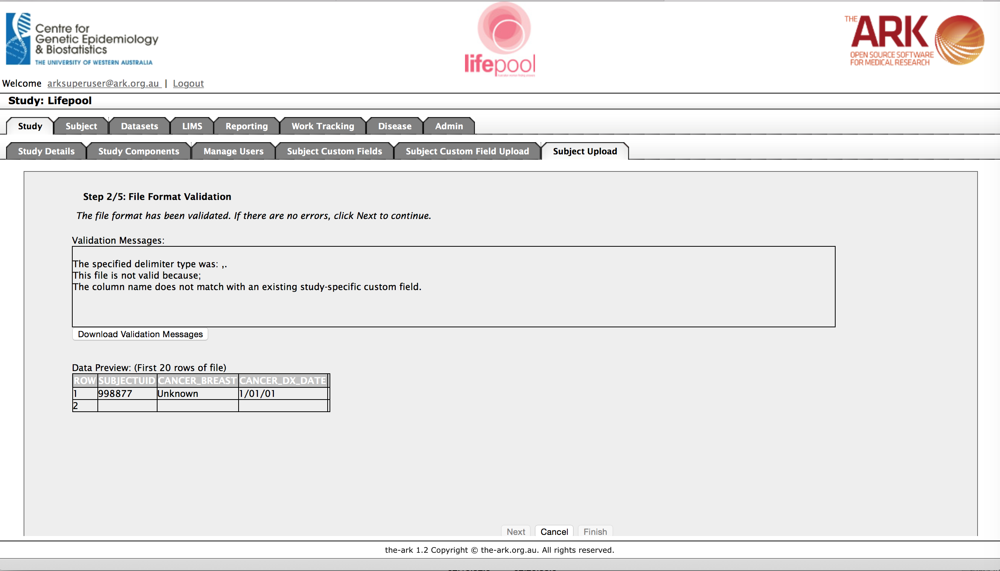 Centre for
Genetic Epidemiology
& Biostatistics
THE UNIVERSITY OF WESTERN AUSTRALIA
lifepool
THE ARK
OPEN SOURCE SOFTWARE
FOR MEDICAL RESEARCH
Welcome arksuperuser@ark.org.au | Logout
Study: Lifepool
Study Subject Datasets LIMS Reporting Work Tracking Disease Admin
Study Details Study Components Manage Users Subject Custom Fields Subject Custom Field Upload Subject Upload
Step 2/5: File Format Validation
The file format has been validated. If there are no errors, click Next to continue.
Validation Messages:
The specified delimiter type was: ,.
This file is not valid because;
The column name does not match with an existing study-specific custom field.
Download Validation Messages
Data Preview: (First 20 rows of file)
ROW SUBJECTUID CANCER_BREAST CANCER_DX_DATE
1 998877 Unknown 1/01/01
2
Next Cancel Finish
the-ark 1.2 Copyright © the-ark.org.au. All rights reserved.